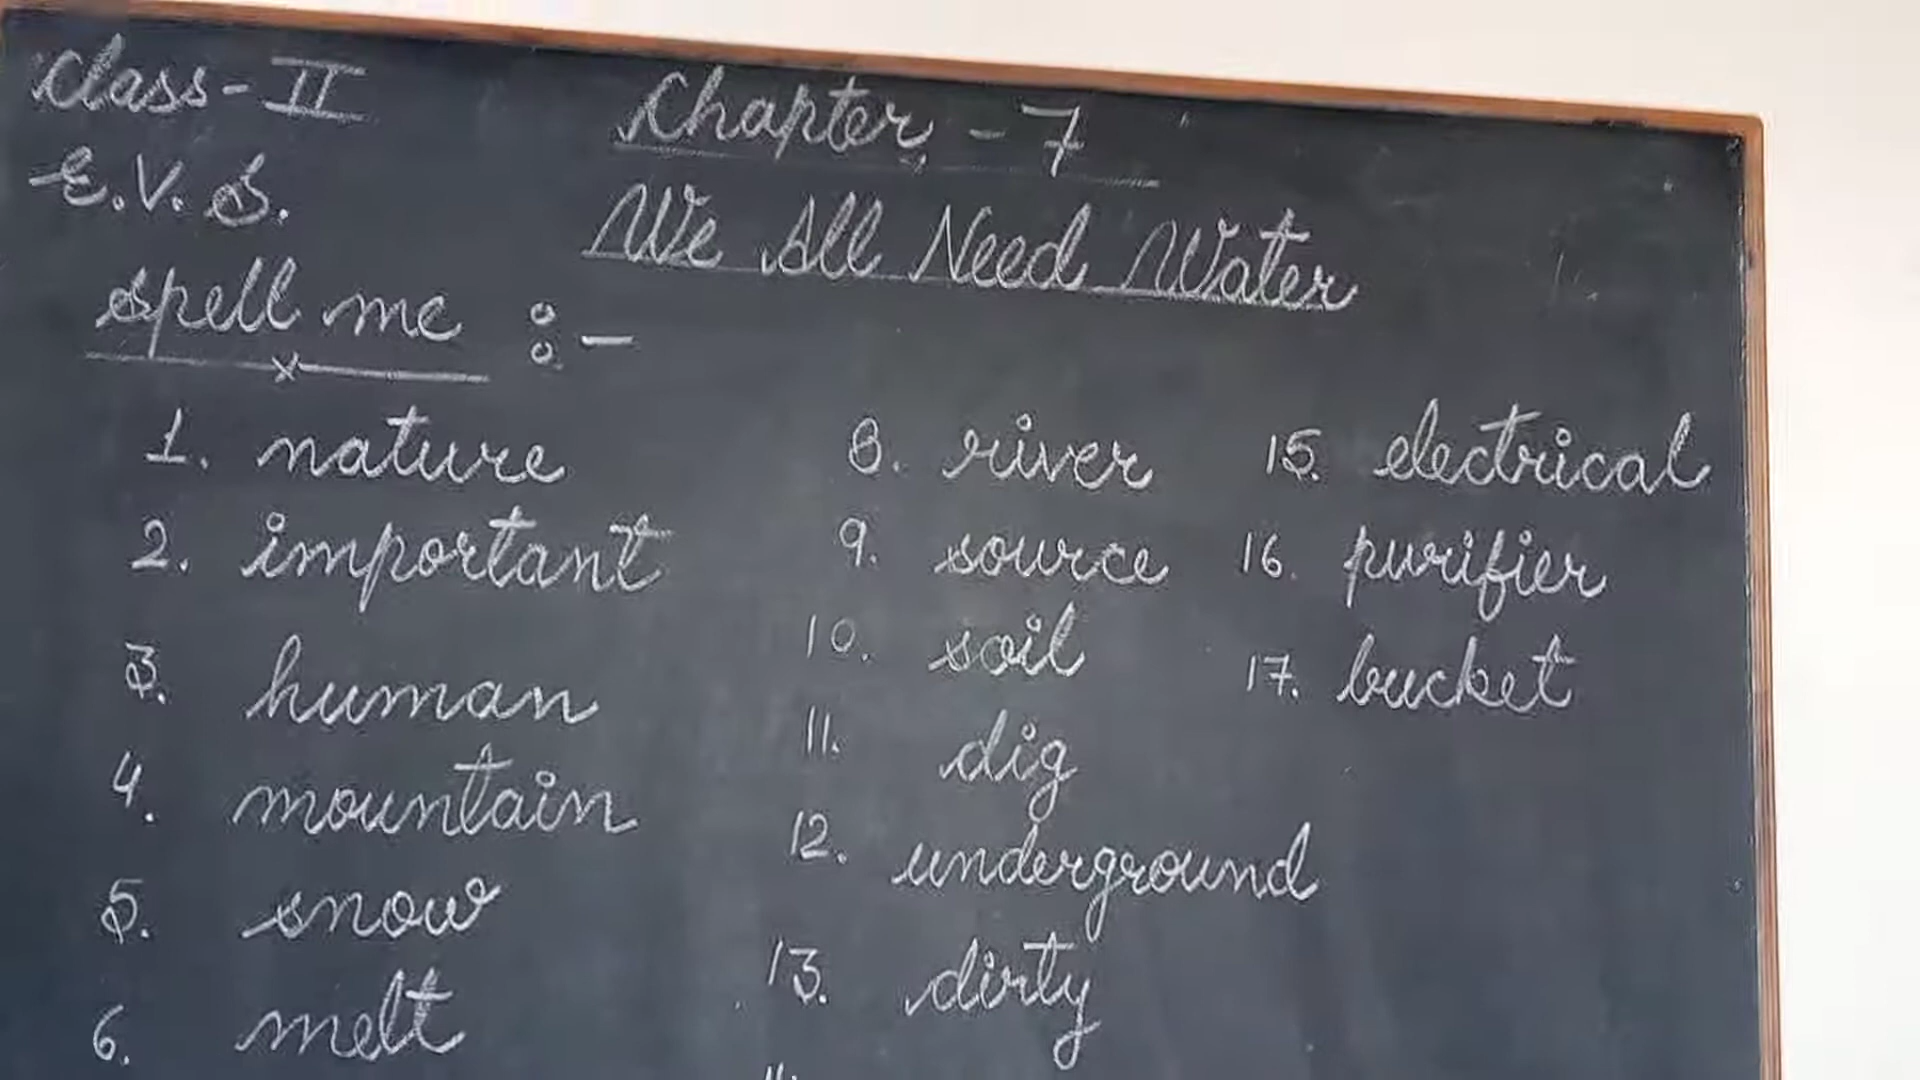 Class-II
E.V.S.
Chapter - 7
We All Need Water
Spell me :-
1. nature
2. important
3. human
4. mountain
5. snow
6. melt
8. river
9. source
10. soil
11. dig
12. underground
13. dirty
15. electrical
16. purifier
17. bucket